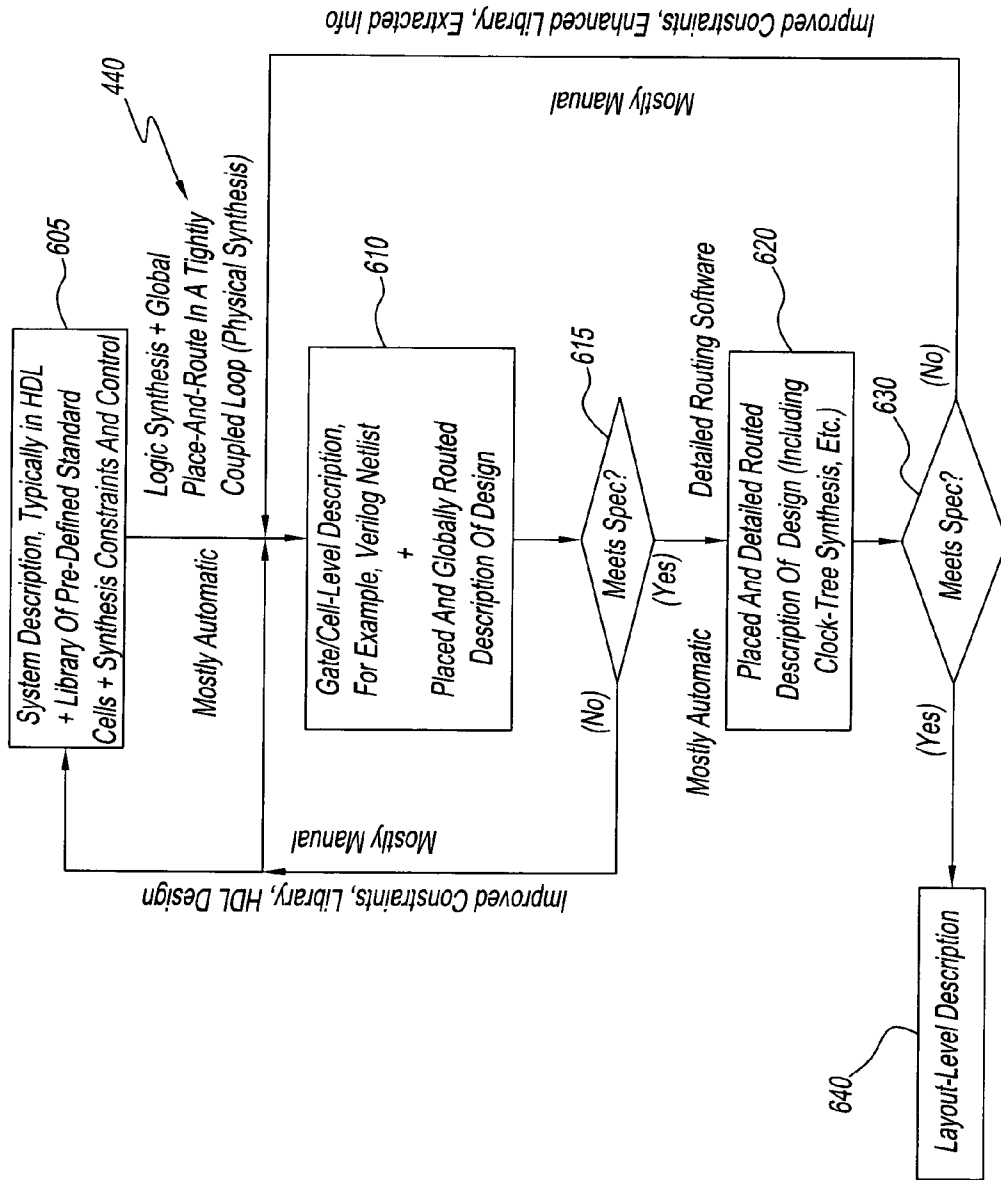 605
System Description, Typically in HDL
+ Library Of Pre-Defined Standard
Cells + Synthesis Constraints And Control
440
Logic Synthesis + Global
Place-And-Route In A Tightly
Coupled Loop (Physical Synthesis)
Mostly Automatic
610
Gate/Cell-Level Description,
For Example, Verilog Netlist
+
Placed And Globally Routed
Description Of Design
615
Meets Spec?
(No)
(Yes)
Mostly Manual
Improved Constraints, Library, HDL Design
Mostly Automatic
Detailed Routing Software
620
Placed And Detailed Routed
Description Of Design (Including
Clock-Tree Synthesis, Etc.)
630
Meets Spec?
(No)
(Yes)
Mostly Manual
Improved Constraints, Enhanced Library, Extracted Info
640
Layout-Level Description